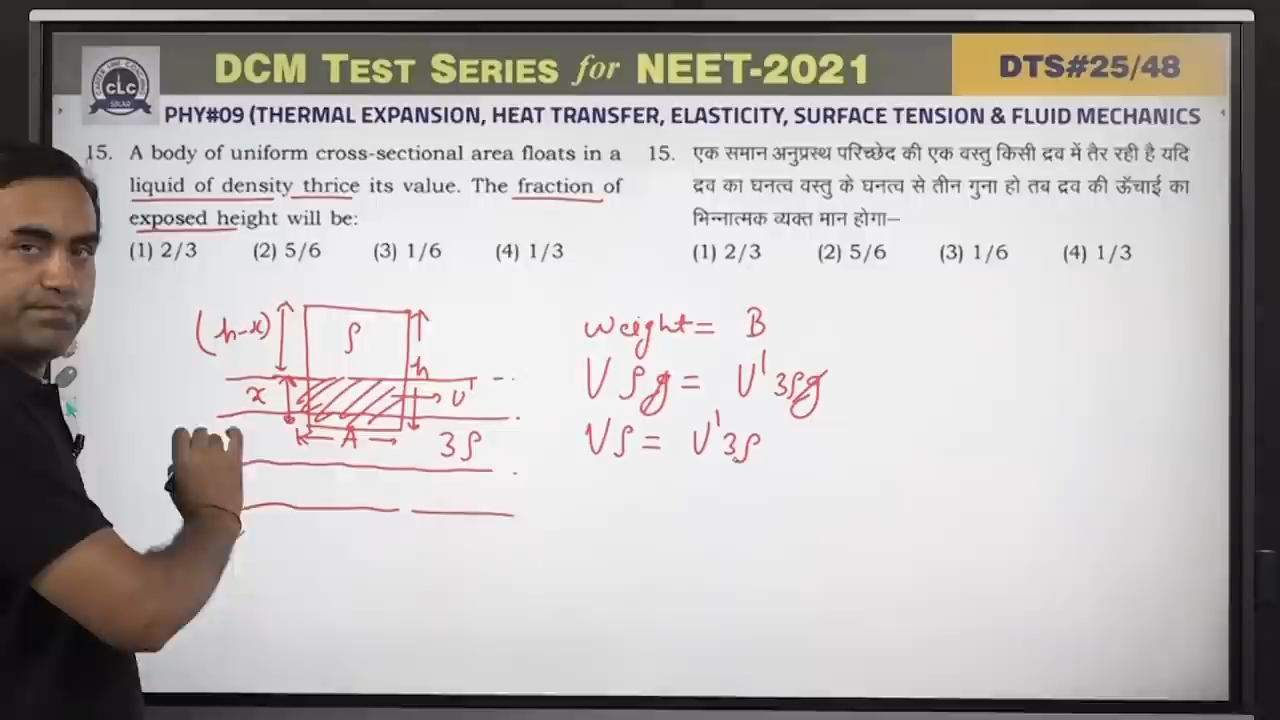 DCM TEST SERIES for NEET-2021
DTS#25/48
CLC
SIKAR
PHY#09 (THERMAL EXPANSION, HEAT TRANSFER, ELASTICITY, SURFACE TENSION & FLUID MECHANICS
15. A body of uniform cross-sectional area floats in a
liquid of density thrice its value. The fraction of
exposed height will be:
(1) 2/3 (2) 5/6 (3) 1/6 (4) 1/3
15. एक समान अनुप्रस्थ परिच्छेद की एक वस्तु किसी द्रव में तैर रही है यदि
द्रव का घनत्व वस्तु के घनत्व से तीन गुना हो तब द्रव की ऊँचाई का
भिन्नात्मक व्यक्त मान होगा–
(1) 2/3 (2) 5/6 (3) 1/6 (4) 1/3
(h-x)
ρ
h
x
V'
A
3ρ
weight = B
Vρg = V'3ρg
Vρ = V'3ρ